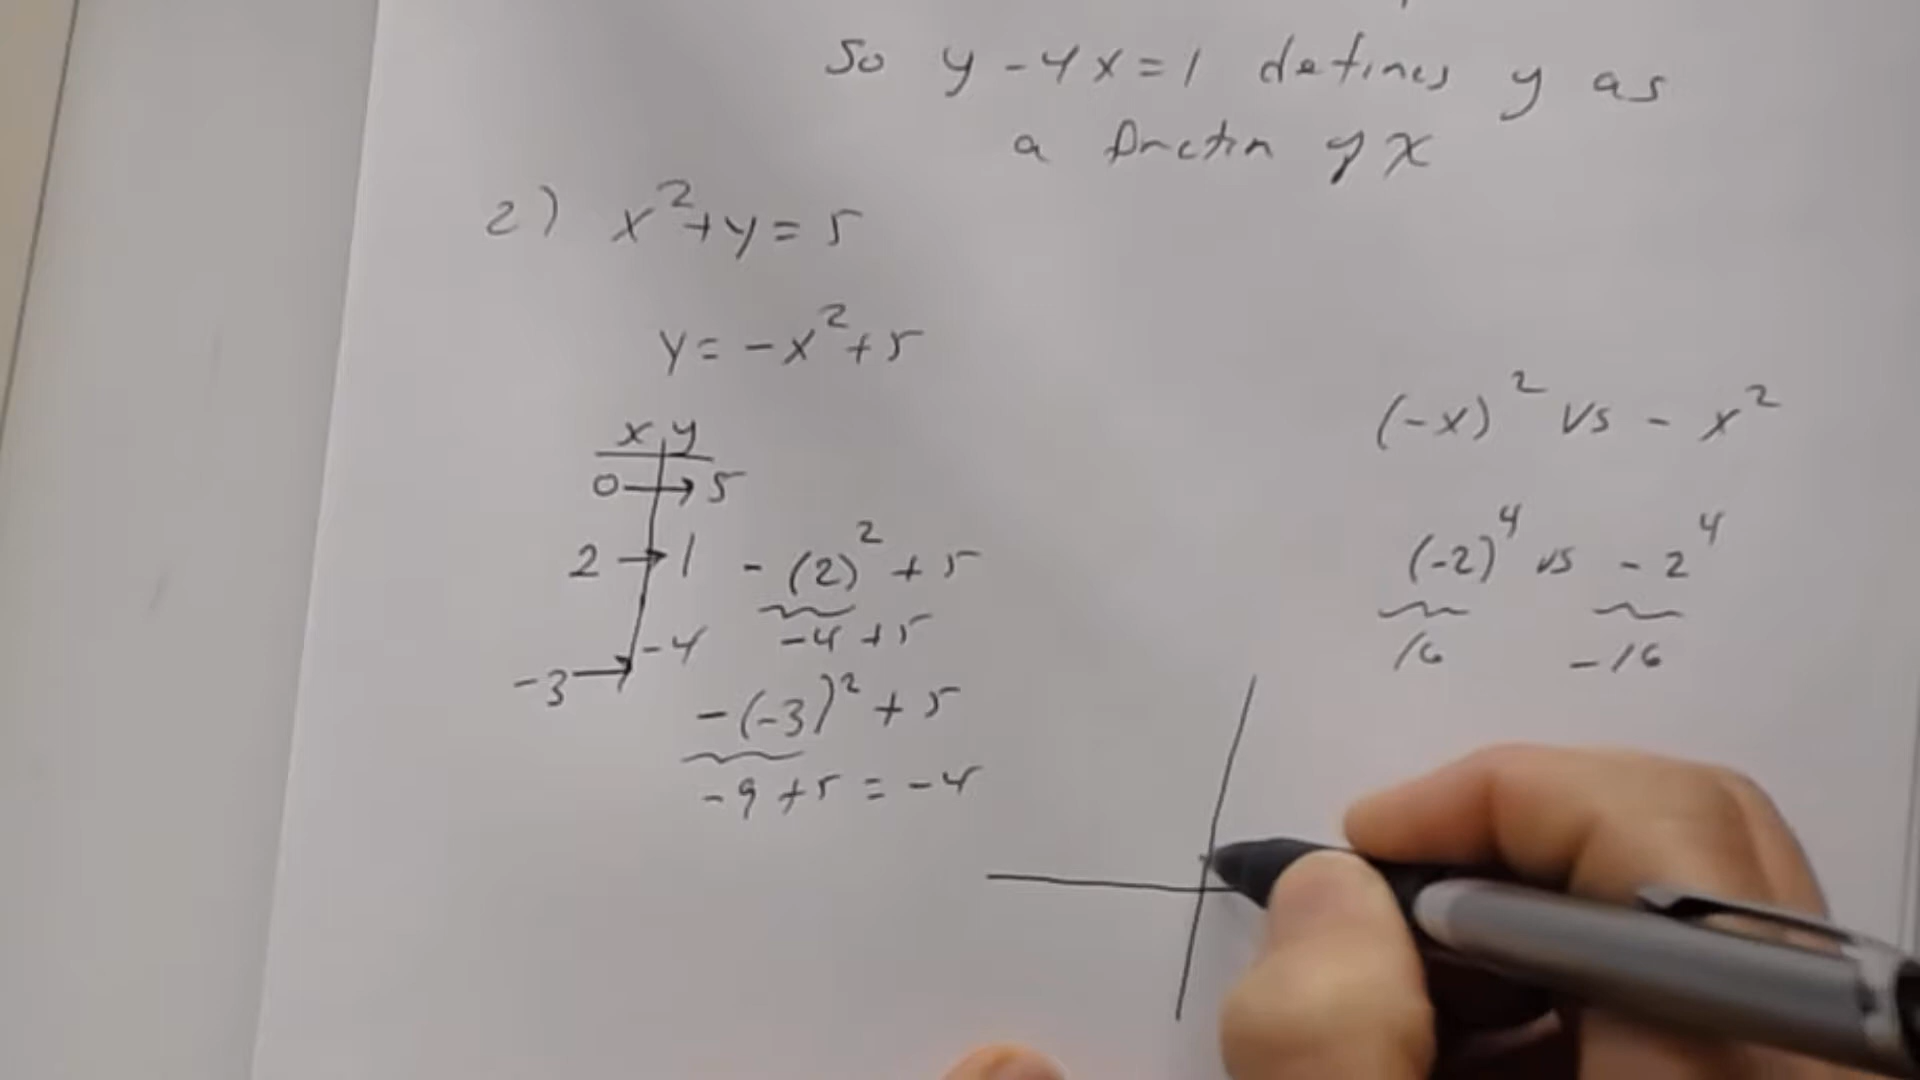 So y - 4x = 1 defines y as
a function of x
2) x² + y = 5
y = -x² + 5
x y
0 → 5
2 → 1 - (2)² + 5
-4 + 5
-3 → -4
-(-3)² + 5
-9 + 5 = -4
(-x)² vs - x²
(-2)⁴ vs - 2⁴
16 -16